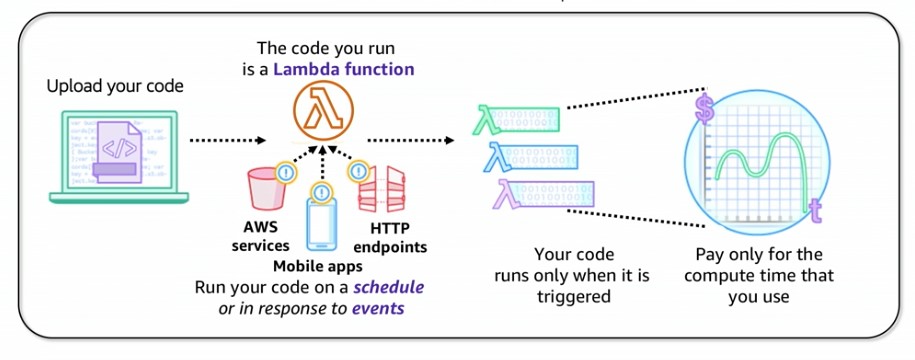 Upload your code
The code you run
is a Lambda function
AWS
services
Mobile apps
HTTP
endpoints
Run your code on a schedule
or in response to events
Your code
runs only when it is
triggered
$
t
Pay only for the
compute time that
you use